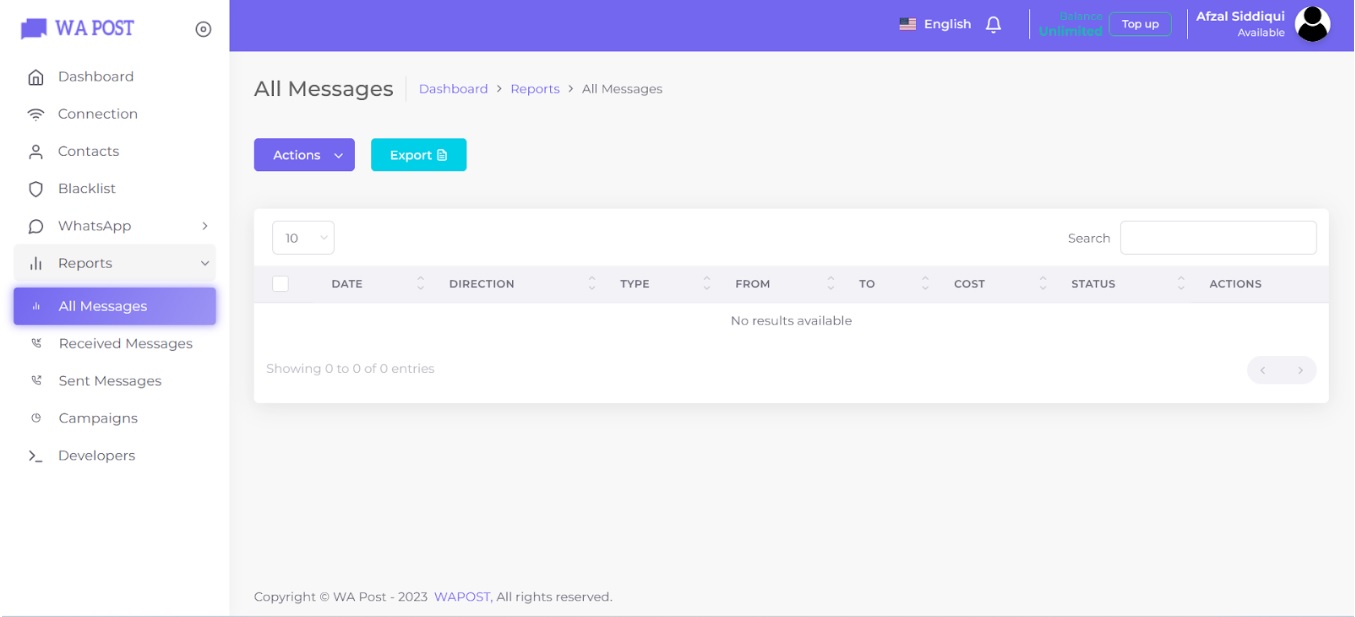 WA POST
Dashboard
Connection
Contacts
Blacklist
WhatsApp
Reports
All Messages
Received Messages
Sent Messages
Campaigns
Developers
English
Balance
Unlimited
Top up
Afzal Siddiqui
Available
All Messages Dashboard > Reports > All Messages
Actions Export
10 Search
DATE DIRECTION TYPE FROM TO COST STATUS ACTIONS
No results available
Showing 0 to 0 of 0 entries
Copyright © WA Post - 2023 WAPOST, All rights reserved.